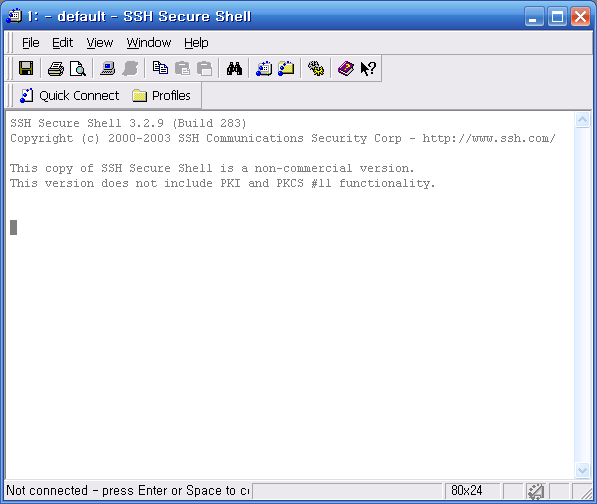 1: - default - SSH Secure Shell
File Edit View Window Help
Quick Connect Profiles
SSH Secure Shell 3.2.9 (Build 283)
Copyright (c) 2000-2003 SSH Communications Security Corp - http://www.ssh.com/
This copy of SSH Secure Shell is a non-commercial version.
This version does not include PKI and PKCS #11 functionality.
Not connected - press Enter or Space to c 80x24